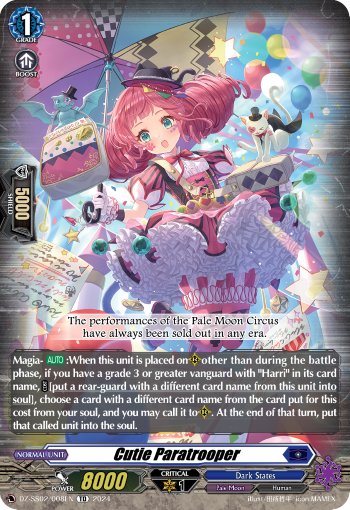 1
GRADE
BOOST
5000
SHIELD
The performances of the Pale Moon Circus
have always been sold out in any era.
Magia- AUTO :When this unit is placed on R other than during the battle
phase, if you have a grade 3 or greater vanguard with "Harri" in its card
name, [put a rear-guard with a different card name from this unit into
soul], choose a card with a different card name from the card put for this
cost from your soul, and you may call it to R. At the end of that turn, put
that called unit into the soul.
NORMAL UNIT
Cutie Paratrooper
POWER 8000
CRITICAL
1
Dark States
Pale Moon
Human
DZ-SS02/008EN TD 2024